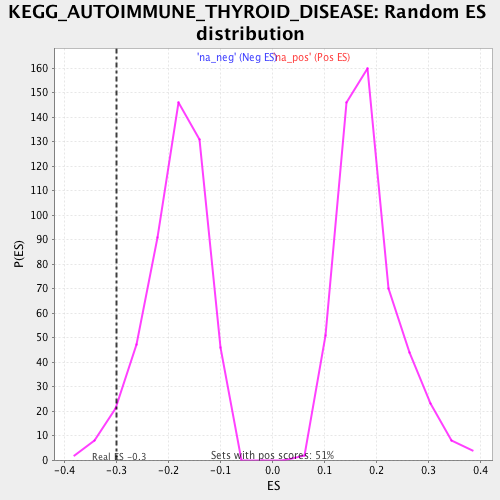 KEGG_AUTOIMMUNE_THYROID_DISEASE: Random ES
distribution
'na_neg' (Neg ES) 'na_pos' (Pos ES)
160
150
140
130
120
110
100
90
80
70
60
50
40
30
20
10
0
P(ES)
Real ES -0.3
Sets with pos scores: 51%
-0.4 -0.3 -0.2 -0.1 0.0 0.1 0.2 0.3 0.4
ES